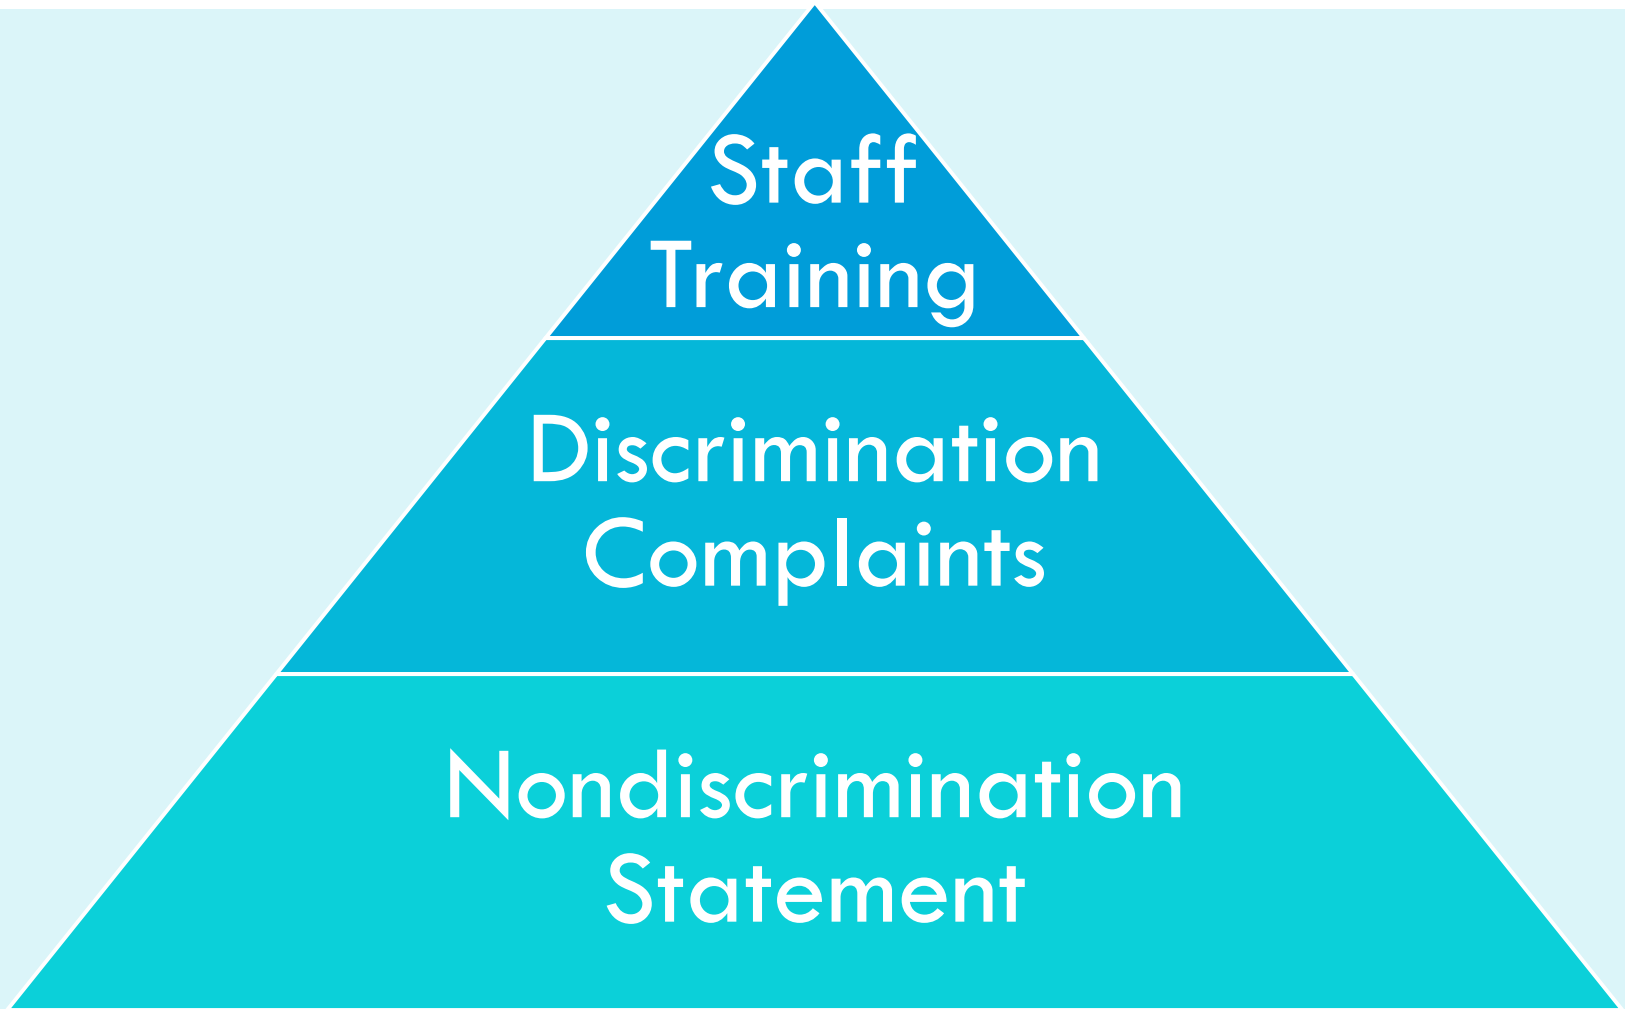 Staff
Training
Discrimination
Complaints
Nondiscrimination
Statement